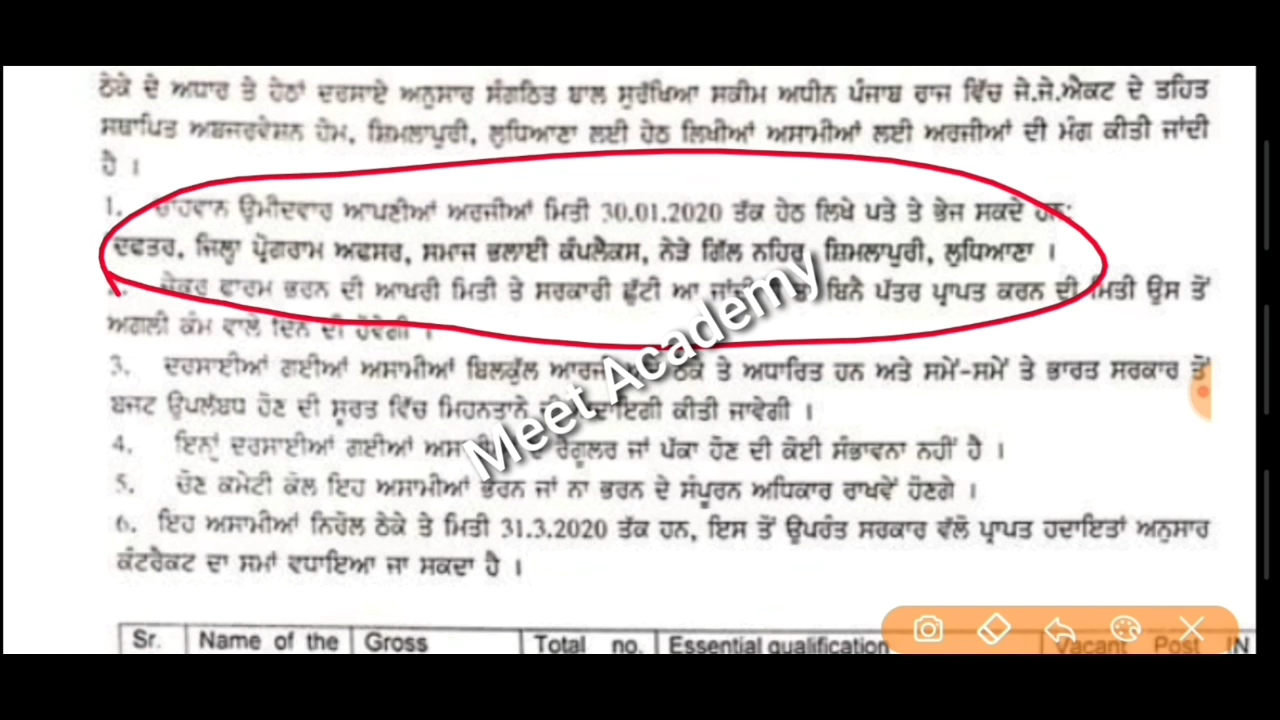 ਠੇਕੇ ਦੇ ਅਧਾਰ ਤੇ ਹੇਠਾਂ ਦਰਸਾਏ ਅਨੁਸਾਰ ਸੰਗਠਿਤ ਬਾਲ ਸੁਰੱਖਿਆ ਸਕੀਮ ਅਧੀਨ ਪੰਜਾਬ ਰਾਜ ਵਿੱਚ ਜੇ.ਜੇ.ਐਕਟ ਦੇ ਤਹਿਤ
ਸਥਾਪਿਤ ਅਬਜਰਵੇਸ਼ਨ ਹੋਮ, ਸ਼ਿਮਲਾਪੁਰੀ, ਲੁਧਿਆਣਾ ਲਈ ਹੇਠ ਲਿਖੀਆਂ ਅਸਾਮੀਆਂ ਲਈ ਅਰਜੀਆਂ ਦੀ ਮੰਗ ਕੀਤੀ ਜਾਂਦੀ
ਹੈ ।
1. ਚਾਹਵਾਨ ਉਮੀਦਵਾਰ ਆਪਣੀਆਂ ਅਰਜੀਆਂ ਮਿਤੀ 30.01.2020 ਤੱਕ ਹੇਠ ਲਿਖੇ ਪਤੇ ਤੇ ਭੇਜ ਸਕਦੇ ਹਨ:
ਦਫਤਰ, ਜਿਲ੍ਹਾ ਪ੍ਰੋਗਰਾਮ ਅਫਸਰ, ਸਮਾਜ ਭਲਾਈ ਕੰਪਲੈਕਸ, ਨੇੜੇ ਗਿੱਲ ਨਹਿਰ, ਸ਼ਿਮਲਾਪੁਰੀ, ਲੁਧਿਆਣਾ ।
ਜੇਕਰ ਫਾਰਮ ਭਰਨ ਦੀ ਆਖਰੀ ਮਿਤੀ ਤੇ ਸਰਕਾਰੀ ਛੁੱਟੀ ਆ ਬਿਨੈ ਪੱਤਰ ਪ੍ਰਾਪਤ ਕਰਨ ਦੀ ਮਿਤੀ ਉਸ ਤੋਂ
ਅਗਲੀ ਕੰਮ ਵਾਲੇ ਦਿਨ ਦੀ ਹੋਵੇਗੀ ।
3. ਦਰਸਾਈਆਂ ਗਈਆਂ ਅਸਾਮੀਆਂ ਬਿਲਕੁੱਲ ਠੇਕੇ ਤੇ ਅਧਾਰਿਤ ਹਨ ਅਤੇ ਸਮੇਂ-ਸਮੇਂ ਤੇ ਭਾਰਤ ਸਰਕਾਰ ਤੋਂ
ਬਜਟ ਉਪਲੱਬਧ ਹੋਣ ਦੀ ਸੂਰਤ ਵਿੱਚ ਮਿਹਨਤਾਨੇ ਕੀਤੀ ਜਾਵੇਗੀ ।
4. ਇਨ੍ਹਾਂ ਦਰਸਾਈਆਂ ਗਈਆਂ ਰੈਗੂਲਰ ਜਾਂ ਪੱਕਾ ਹੋਣ ਦੀ ਕੋਈ ਸੰਭਾਵਨਾ ਨਹੀਂ ਹੈ ।
5. ਚੋਣ ਕਮੇਟੀ ਕੋਲ ਇਹ ਅਸਾਮੀਆਂ ਭਰਨ ਜਾਂ ਨਾ ਭਰਨ ਦੇ ਸੰਪੂਰਨ ਅਧਿਕਾਰ ਰਾਖਵੇਂ ਹੋਣਗੇ ।
6. ਇਹ ਅਸਾਮੀਆਂ ਨਿਰੋਲ ਠੇਕੇ ਤੇ ਮਿਤੀ 31.3.2020 ਤੱਕ ਹਨ, ਇਸ ਤੋਂ ਉਪਰੰਤ ਸਰਕਾਰ ਵੱਲੋਂ ਪ੍ਰਾਪਤ ਹਦਾਇਤਾਂ ਅਨੁਸਾਰ
ਕੰਟਰੈਕਟ ਦਾ ਸਮਾਂ ਵਧਾਇਆ ਜਾ ਸਕਦਾ ਹੈ ।
Sr. Name of the Gross Total no. Essential qualification Vacant Post IN
Meet Academy